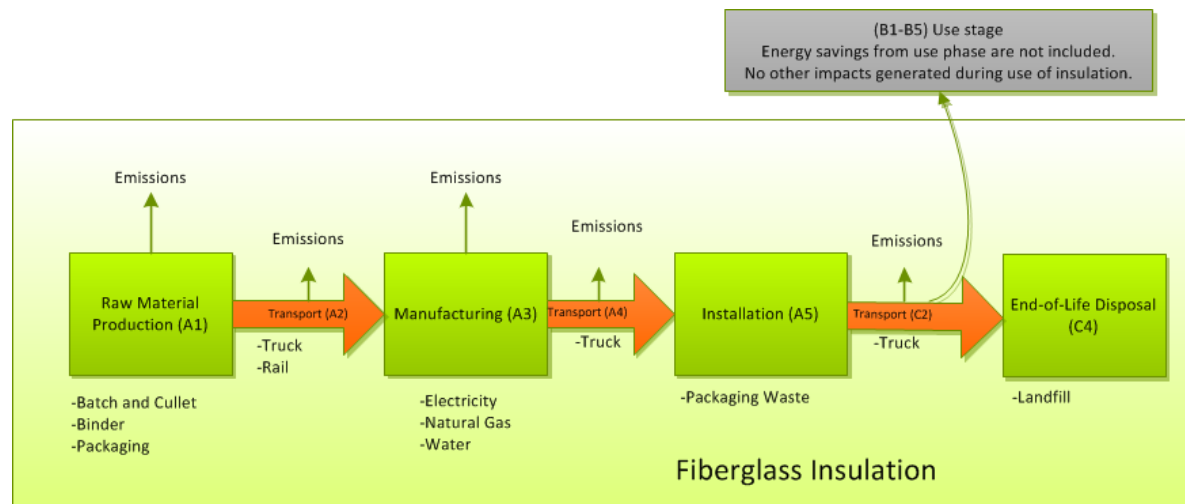 (B1-B5) Use stage
Energy savings from use phase are not included.
No other impacts generated during use of insulation.
Emissions
Emissions
Emissions
Emissions
Emissions
Raw Material
Production (A1)
Transport (A2)
-Truck
-Rail
Manufacturing (A3)
Transport (A4)
-Truck
Installation (A5)
Transport (C2)
-Truck
End-of-Life Disposal
(C4)
-Batch and Cullet
-Binder
-Packaging
-Electricity
-Natural Gas
-Water
-Packaging Waste
-Landfill
Fiberglass Insulation